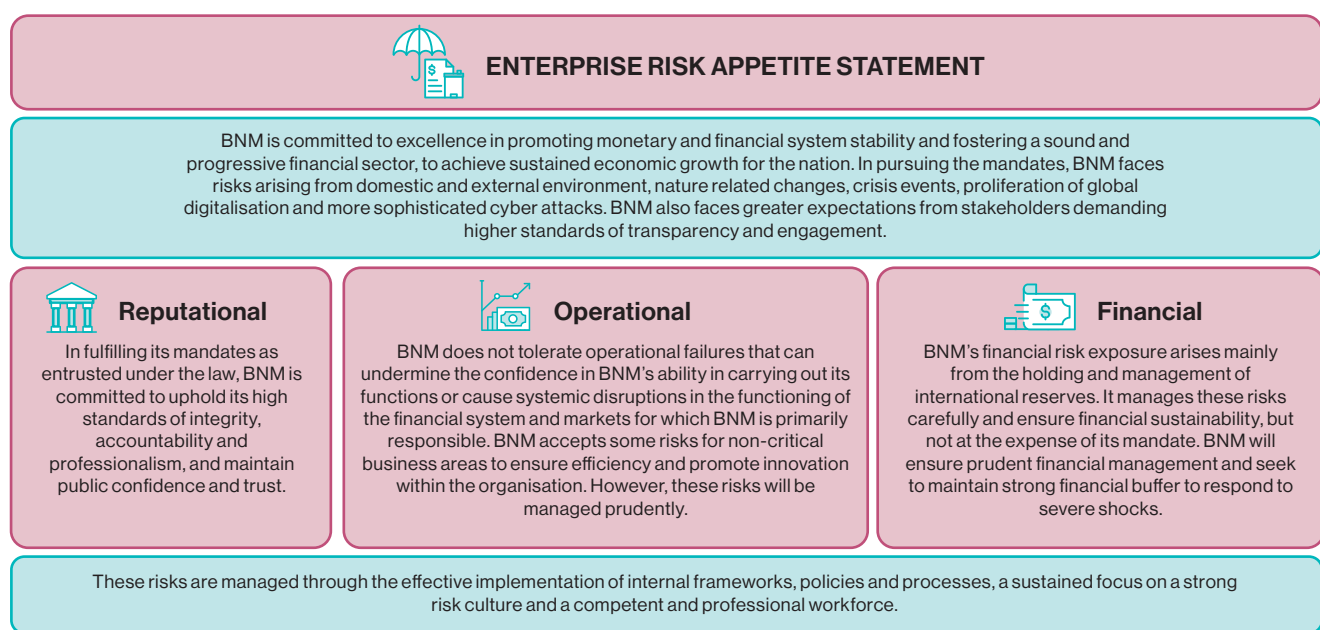 ENTERPRISE RISK APPETITE STATEMENT
BNM is committed to excellence in promoting monetary and financial system stability and fostering a sound and
progressive financial sector, to achieve sustained economic growth for the nation. In pursuing the mandates, BNM faces
risks arising from domestic and external environment, nature related changes, crisis events, proliferation of global
digitalisation and more sophisticated cyber attacks. BNM also faces greater expectations from stakeholders demanding
higher standards of transparency and engagement.
Reputational
In fulfilling its mandates as
entrusted under the law, BNM is
committed to uphold its high
standards of integrity,
accountability and
professionalism, and maintain
public confidence and trust.
Operational
BNM does not tolerate operational failures that can
undermine the confidence in BNM's ability in carrying out its
functions or cause systemic disruptions in the functioning of
the financial system and markets for which BNM is primarily
responsible. BNM accepts some risks for non-critical
business areas to ensure efficiency and promote innovation
within the organisation. However, these risks will be
managed prudently.
Financial
BNM's financial risk exposure arises mainly
from the holding and management of
international reserves. It manages these risks
carefully and ensure financial sustainability, but
not at the expense of its mandate. BNM will
ensure prudent financial management and seek
to maintain strong financial buffer to respond to
severe shocks.
These risks are managed through the effective implementation of internal frameworks, policies and processes, a sustained focus on a strong
risk culture and a competent and professional workforce.